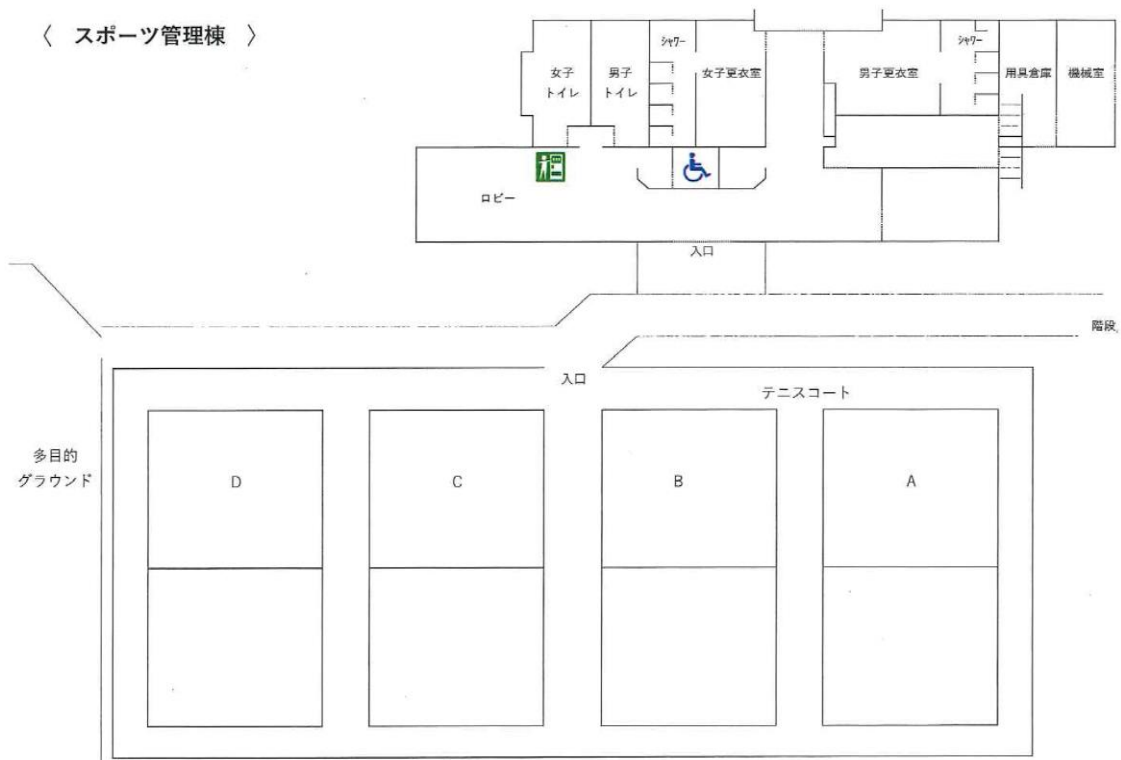 〈 スポーツ管理棟 〉
女子
トイレ
男子
トイレ
シャワー
女子更衣室
男子更衣室
シャワー
用具倉庫
機械室
ロビー
入口
階段
入口
テニスコート
多目的
グラウンド
D
C
B
A